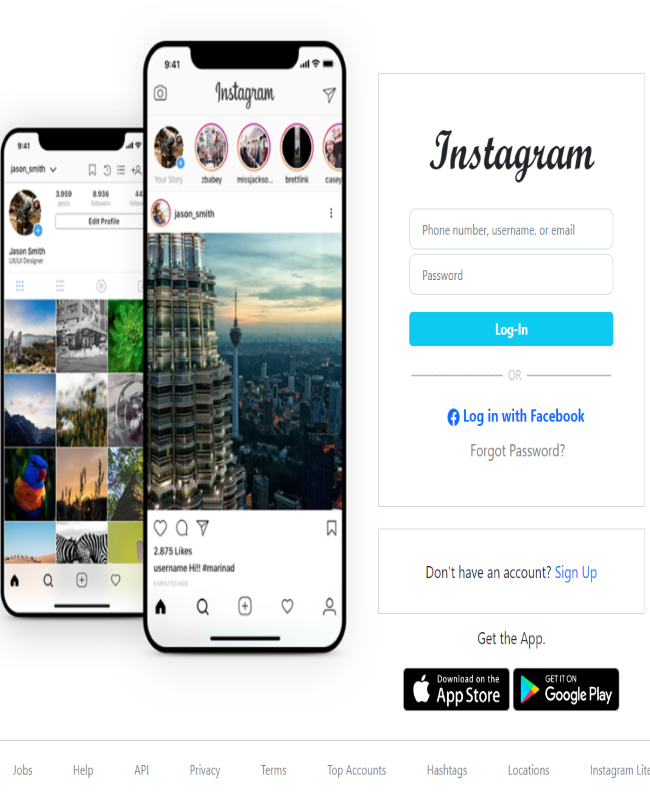 9:41
jason_smith
3.959
8.936
44
posts
followers
Edit Profile
Jason Smith
UX/UI Designer
9:41
Instagram
Your Story
zbabey
missjackso...
brettlink
casey
jason_smith
2.875 Likes
username Hi!! #marinad
Instagram
Phone number, username, or email
Password
Log-In
OR
Log in with Facebook
Forgot Password?
Don't have an account? Sign Up
Get the App.
Download on the
App Store
GET IT ON
Google Play
Jobs Help API Privacy Terms Top Accounts Hashtags Locations Instagram Lite